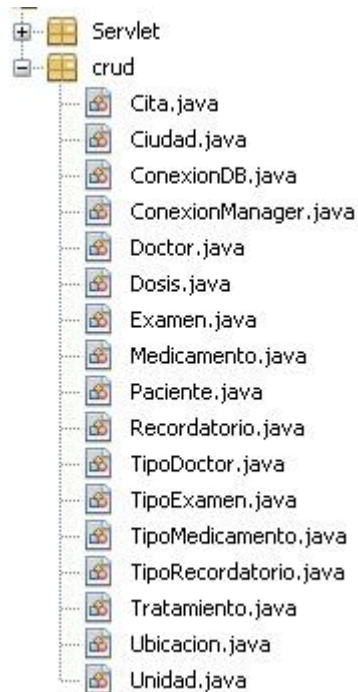 Servlet
crud
Cita.java
Ciudad.java
ConexionDB.java
ConexionManager.java
Doctor.java
Dosis.java
Examen.java
Medicamento.java
Paciente.java
Recordatorio.java
TipoDoctor.java
TipoExamen.java
TipoMedicamento.java
TipoRecordatorio.java
Tratamiento.java
Ubicacion.java
Unidad.java